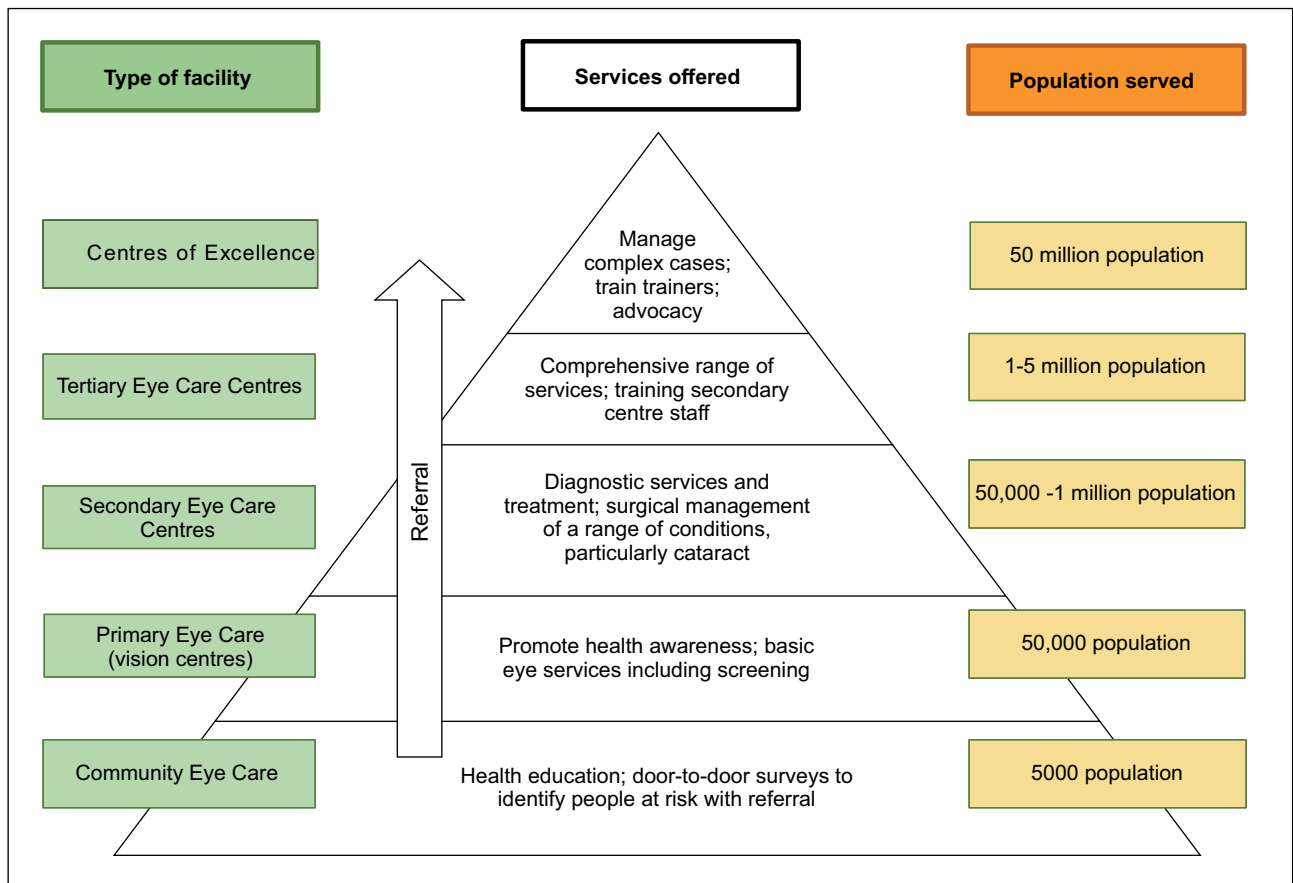 Type of facility
Services offered
Population served
Centres of Excellence
Manage
complex cases;
train trainers;
advocacy
50 million population
Tertiary Eye Care Centres
Comprehensive range of
services; training secondary
centre staff
1-5 million population
Secondary Eye Care
Centres
Diagnostic services and
treatment; surgical management
of a range of conditions,
particularly cataract
50,000 -1 million population
Referral
Primary Eye Care
(vision centres)
Promote health awareness; basic
eye services including screening
50,000 population
Community Eye Care
Health education; door-to-door surveys to
identify people at risk with referral
5000 population